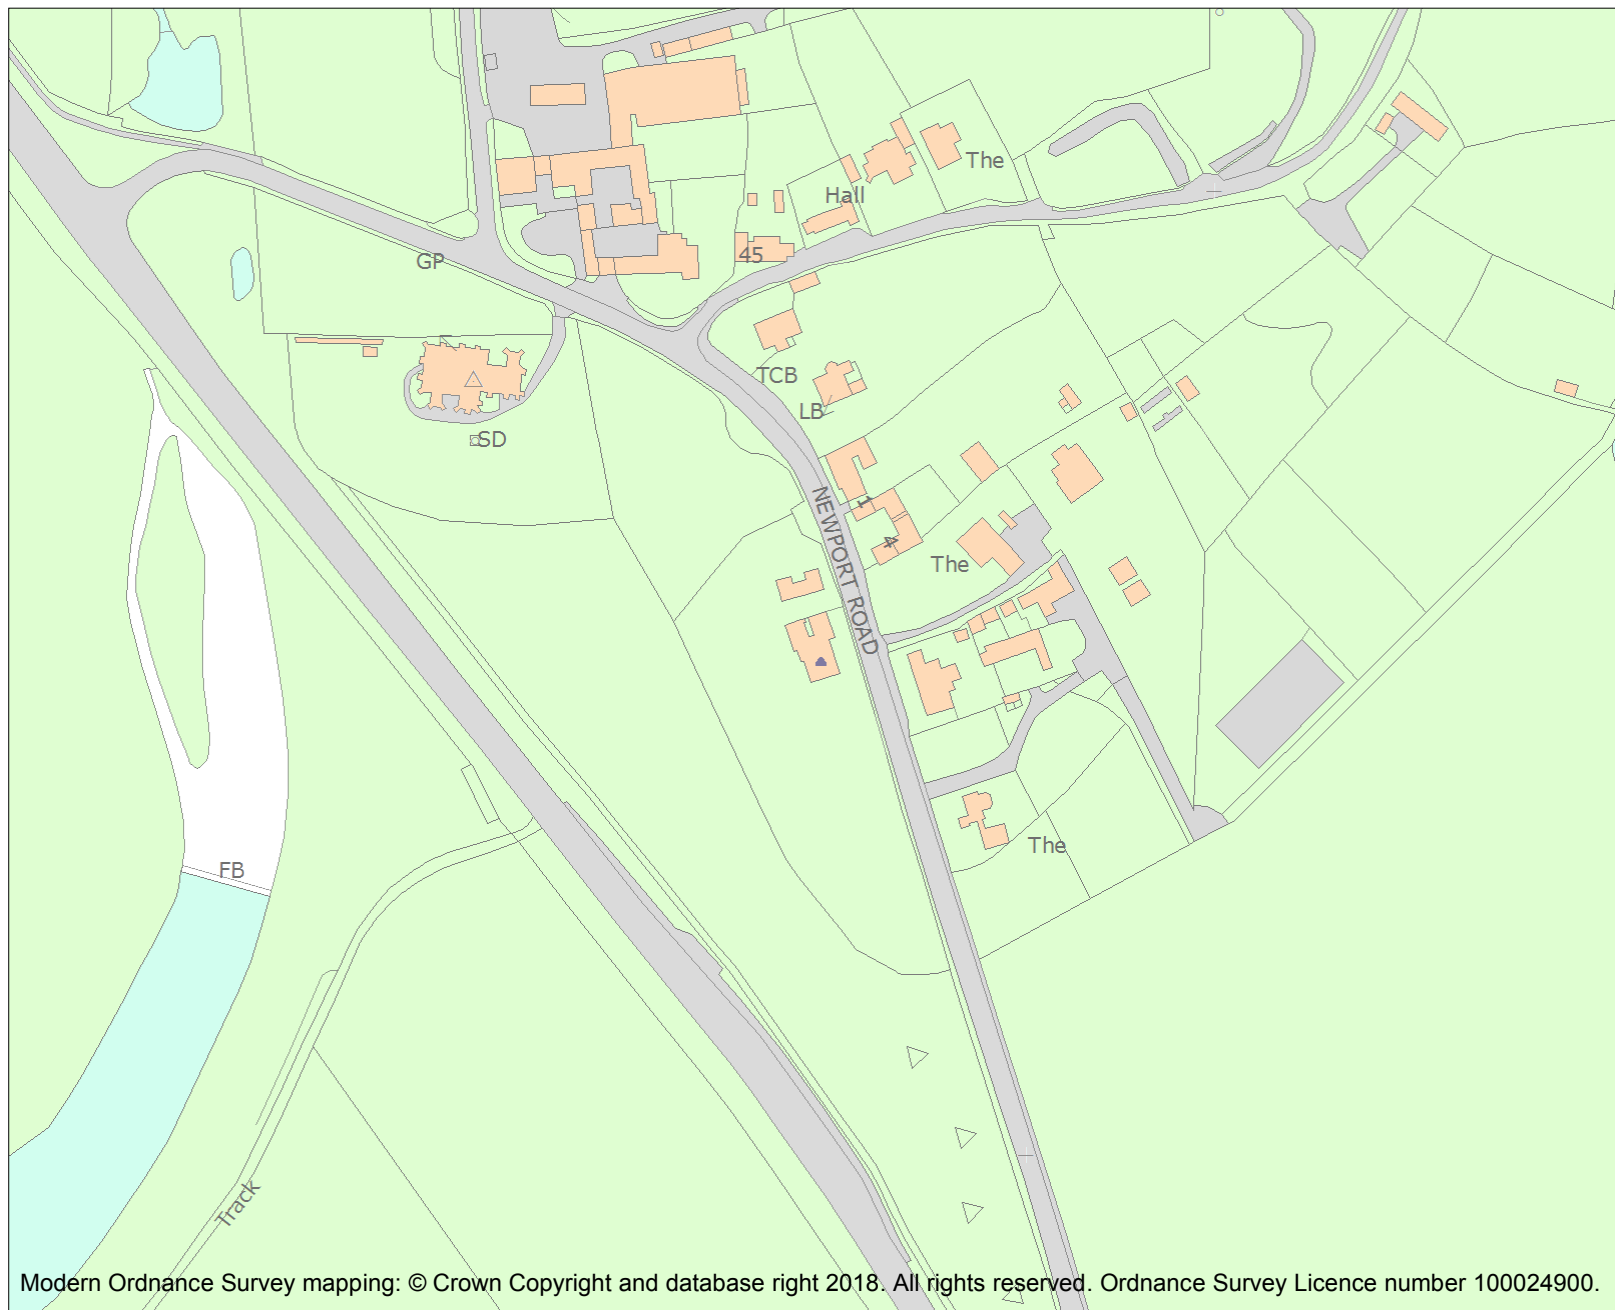 The
Hall
45
GP
TCB
LB
SD
1
4
NEWPORT ROAD
The
The
FB
Track
Modern Ordnance Survey mapping: © Crown Copyright and database right 2018. All rights reserved. Ordnance Survey Licence number 100024900.